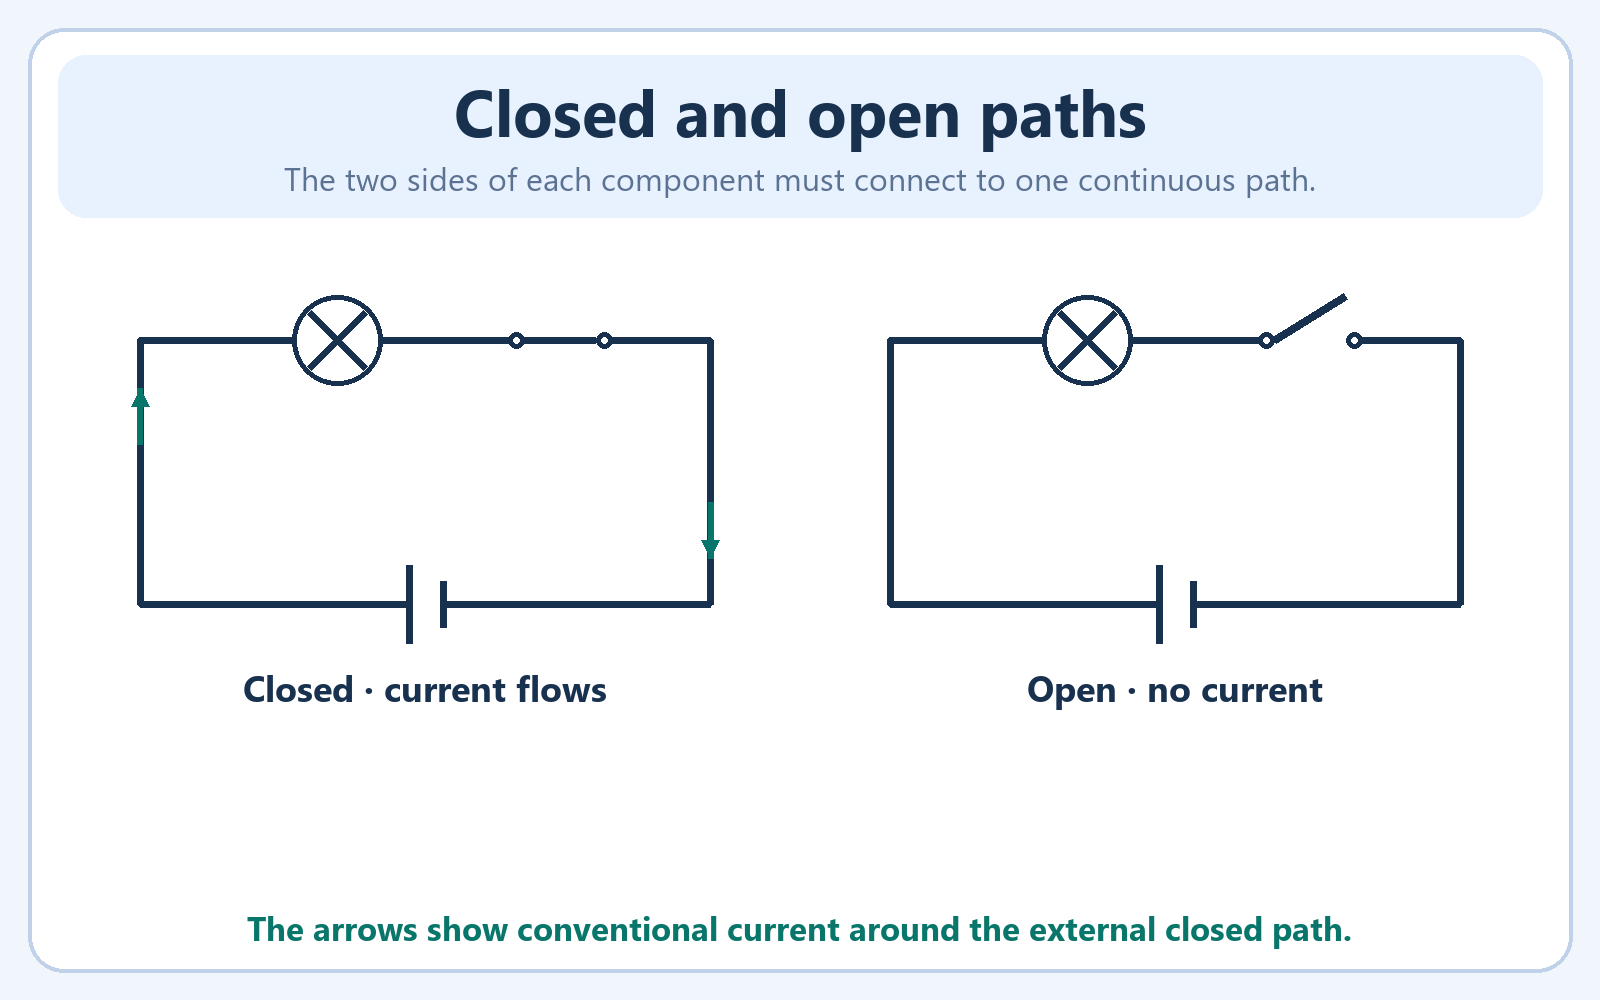 Closed and open paths
The two sides of each component must connect to one continuous path.
Closed · current flows
Open · no current
The arrows show conventional current around the external closed path.